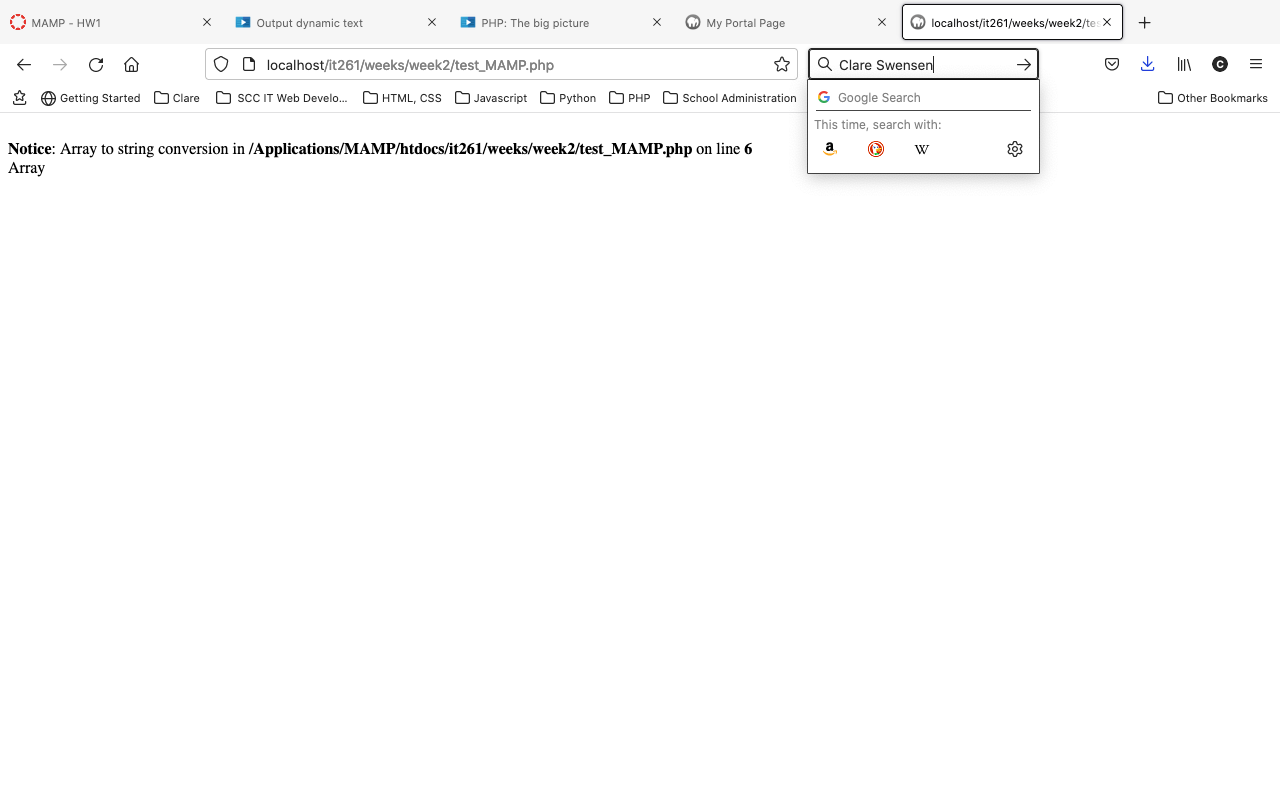 MAMP - HW1
Output dynamic text
PHP: The big picture
My Portal Page
localhost/it261/weeks/week2/tes
localhost/it261/weeks/week2/test_MAMP.php
Clare Swensen
C
Getting Started
Clare
SCC IT Web Develo...
HTML, CSS
Javascript
Python
PHP
School Administration
Other Bookmarks
G Google Search
This time, search with:
a
W
Notice: Array to string conversion in /Applications/MAMP/htdocs/it261/weeks/week2/test_MAMP.php on line 6
Array